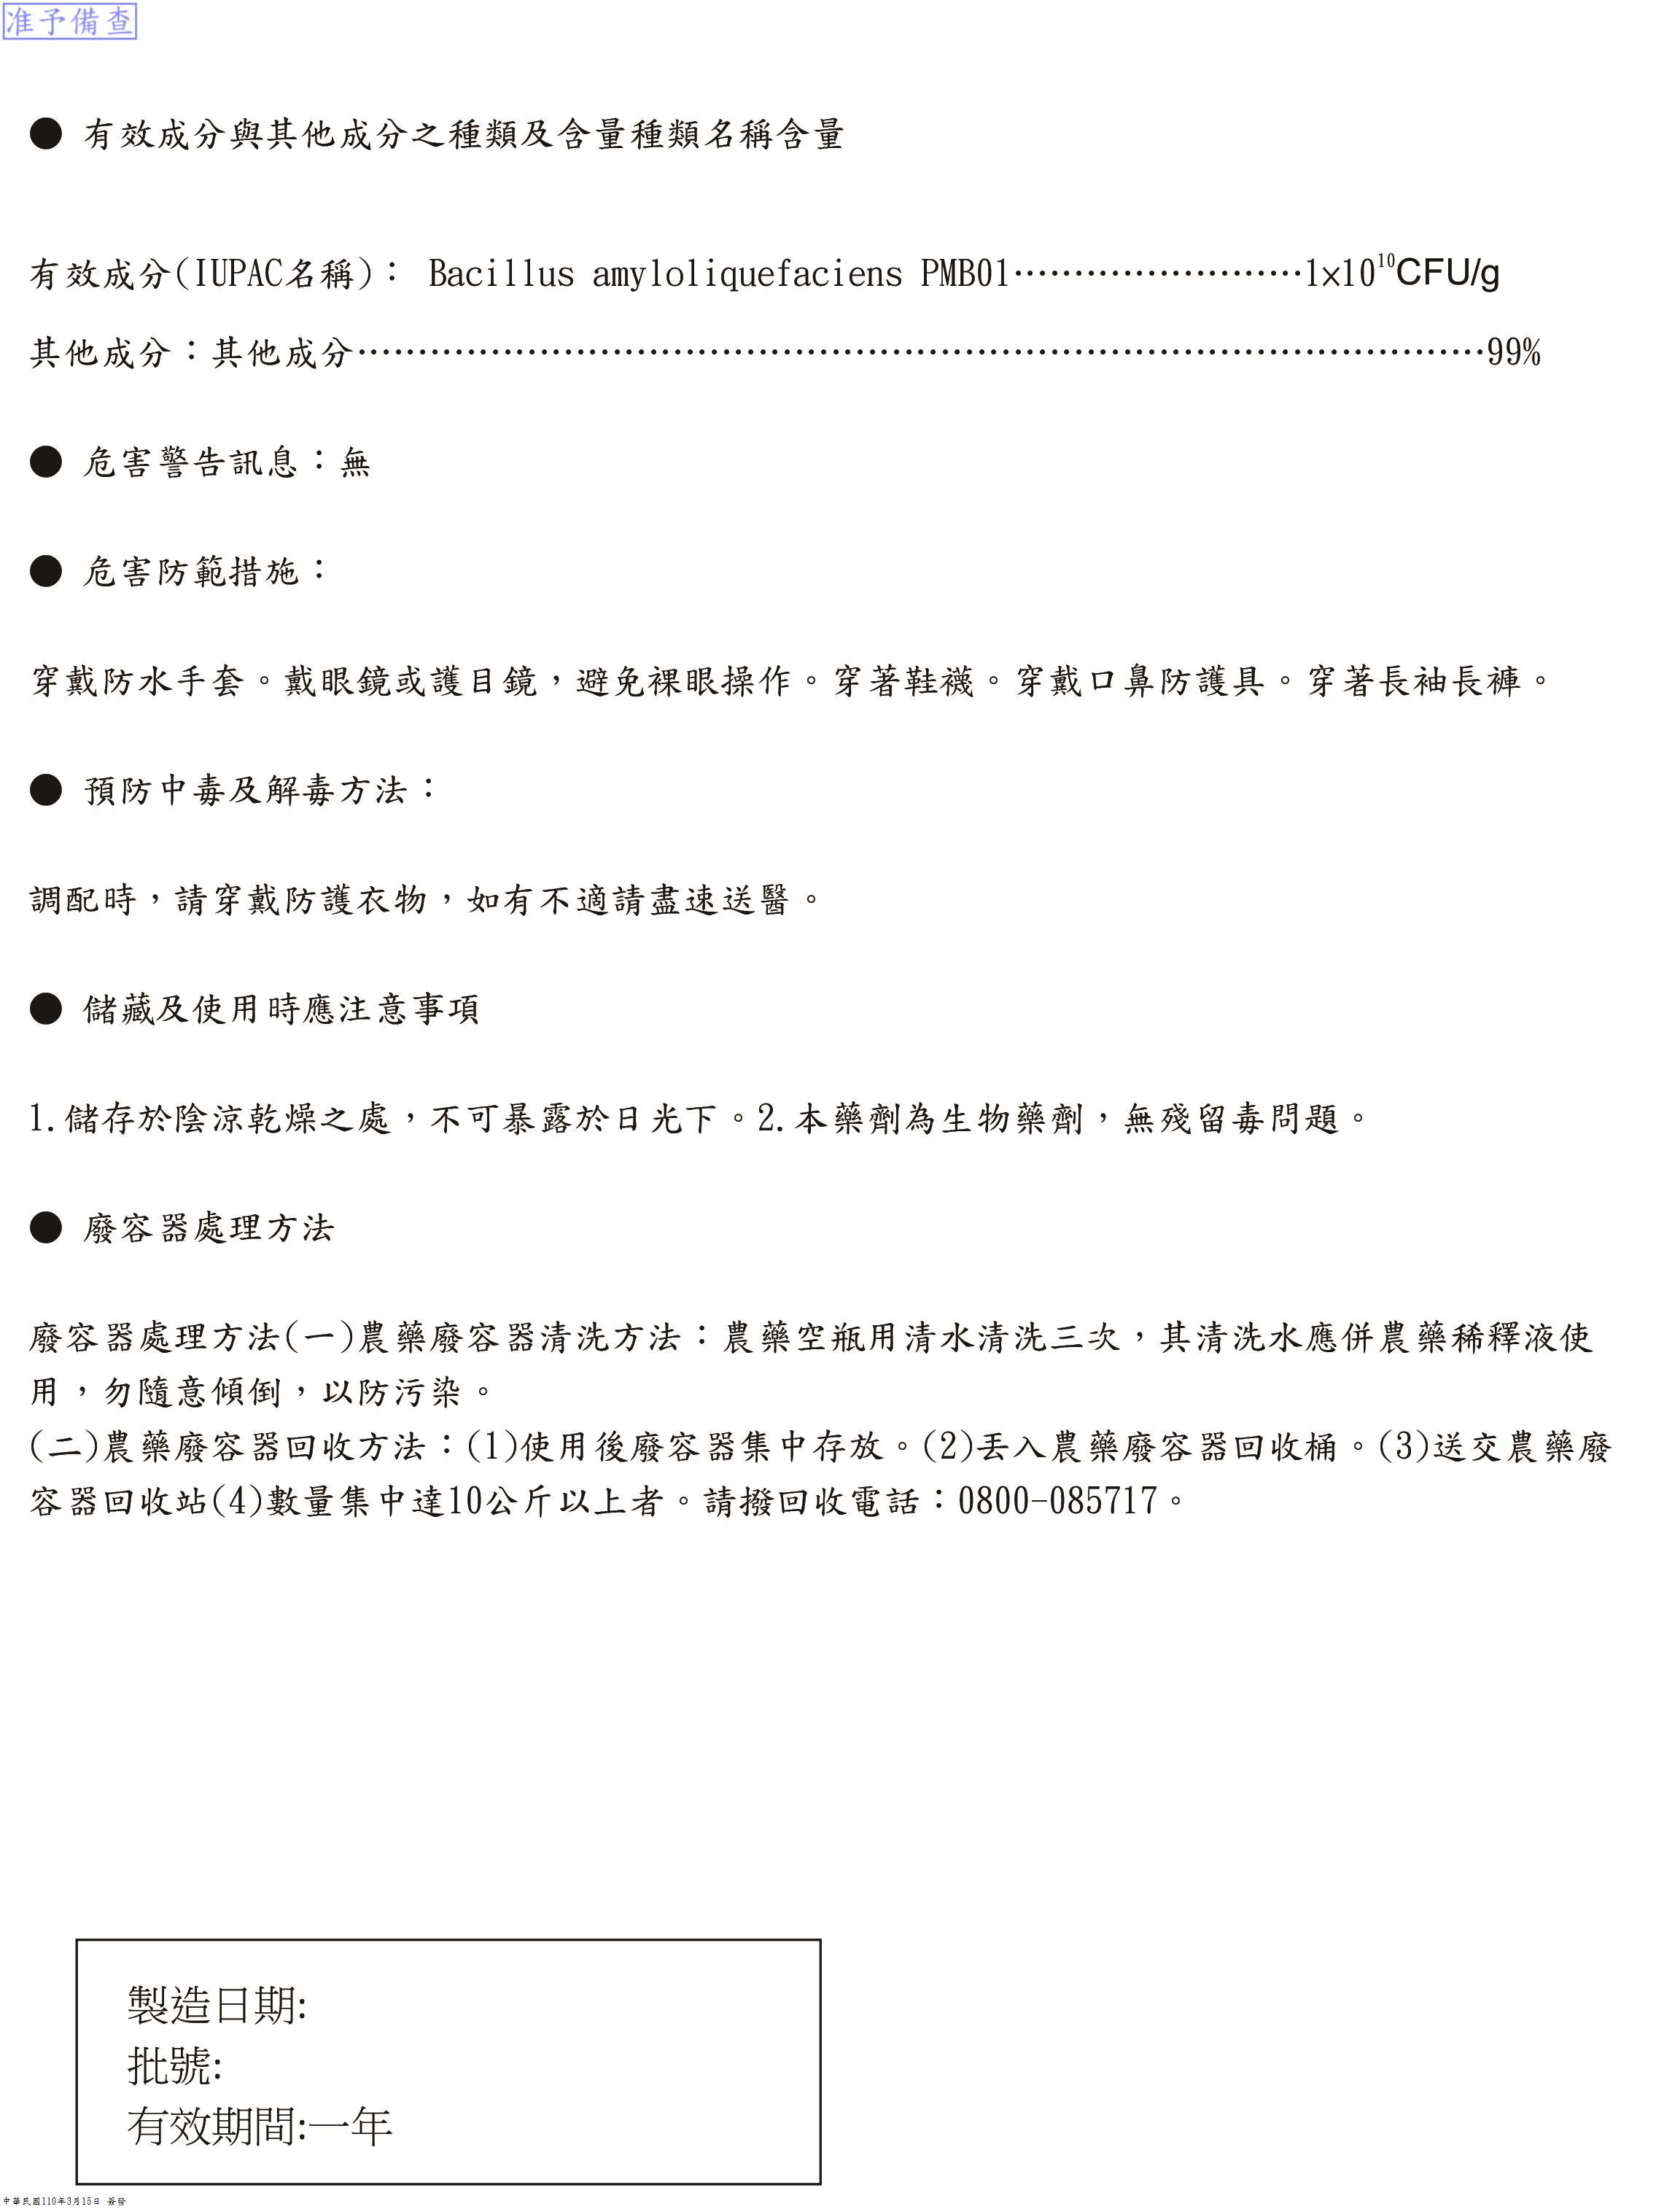 准予備查
● 有效成分與其他成分之種類及含量種類名稱含量
有效成分(IUPAC名稱)： Bacillus amyloliquefaciens PMB01……………………1×10¹⁰CFU/g
其他成分：其他成分…………………………………………………………………………………99%
● 危害警告訊息：無
● 危害防範措施：
穿戴防水手套。戴眼鏡或護目鏡，避免裸眼操作。穿著鞋襪。穿戴口鼻防護具。穿著長袖長褲。
● 預防中毒及解毒方法：
調配時，請穿戴防護衣物，如有不適請盡速送醫。
● 儲藏及使用時應注意事項
1.儲存於陰涼乾燥之處，不可暴露於日光下。2.本藥劑為生物藥劑，無殘留毒問題。
● 廢容器處理方法
廢容器處理方法(一)農藥廢容器清洗方法：農藥空瓶用清水清洗三次，其清洗水應併農藥稀釋液使
用，勿隨意傾倒，以防污染。
(二)農藥廢容器回收方法：(1)使用後廢容器集中存放。(2)丟入農藥廢容器回收桶。(3)送交農藥廢
容器回收站(4)數量集中達10公斤以上者。請撥回收電話：0800-085717。
製造日期:
批號:
有效期間:一年
中華民國110年3月15日 簽發